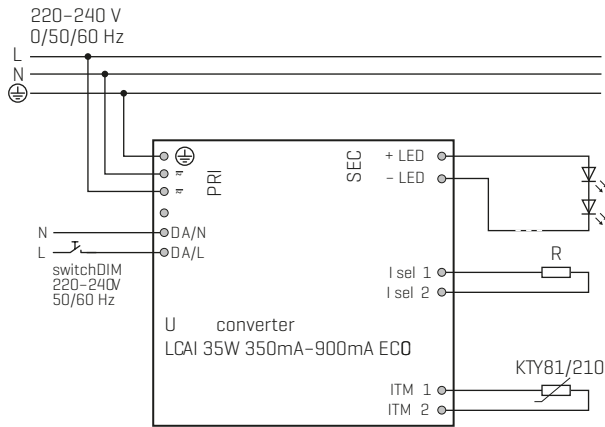 220–240 V
0/50/60 Hz
L
N
PRI
SEC
+ LED
– LED
N
DA/N
L
DA/L
switchDIM
220–240V
50/60 Hz
I sel 1
R
I sel 2
U converter
LCAI 35W 350mA–900mA ECO
KTY81/210
ITM 1
ITM 2